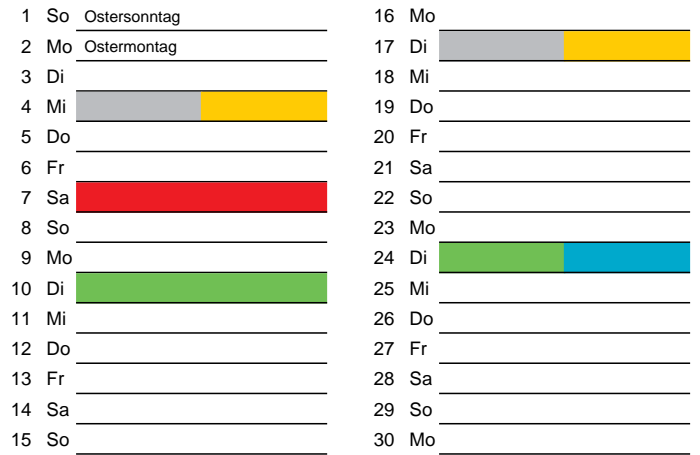 1 So Ostersonntag
2 Mo Ostermontag
3 Di
4 Mi
5 Do
6 Fr
7 Sa
8 So
9 Mo
10 Di
11 Mi
12 Do
13 Fr
14 Sa
15 So
16 Mo
17 Di
18 Mi
19 Do
20 Fr
21 Sa
22 So
23 Mo
24 Di
25 Mi
26 Do
27 Fr
28 Sa
29 So
30 Mo